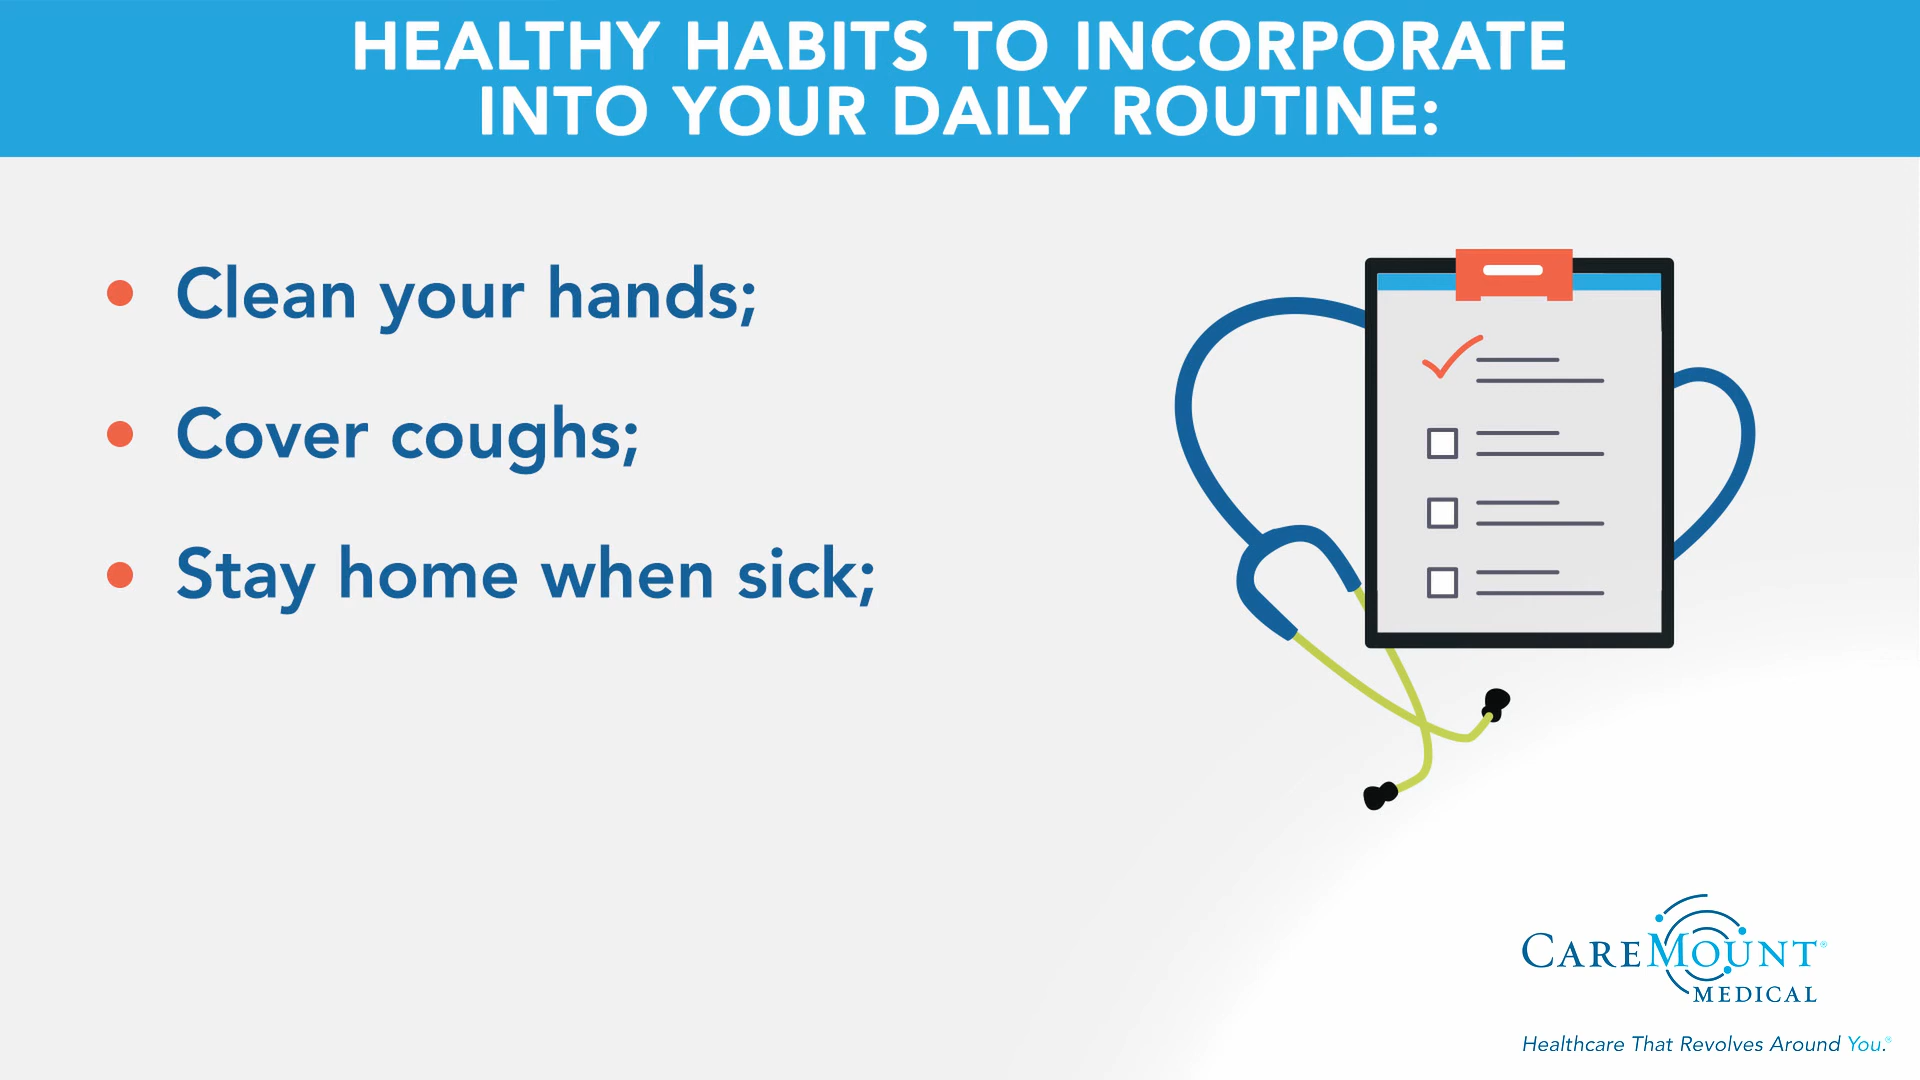 HEALTHY HABITS TO INCORPORATE
INTO YOUR DAILY ROUTINE:
• Clean your hands;
• Cover coughs;
• Stay home when sick;
CAREMOUNT®
MEDICAL
Healthcare That Revolves Around You.®